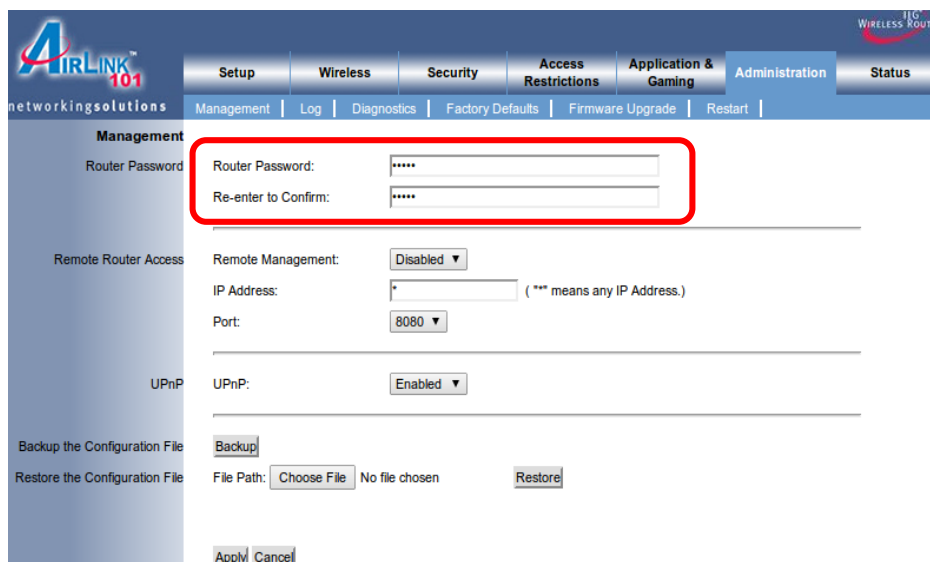 AIRLINK™
101
networkingsolutions
11G
WIRELESS ROUT
Setup Wireless Security Access Restrictions Application & Gaming Administration Status
Management | Log | Diagnostics | Factory Defaults | Firmware Upgrade | Restart |
Management
Router Password Router Password: •••••
Re-enter to Confirm: •••••
Remote Router Access Remote Management: Disabled ▼
IP Address: * ( "*" means any IP Address.)
Port: 8080 ▼
UPnP UPnP: Enabled ▼
Backup the Configuration File Backup
Restore the Configuration File File Path: Choose File No file chosen Restore
Apply Cancel